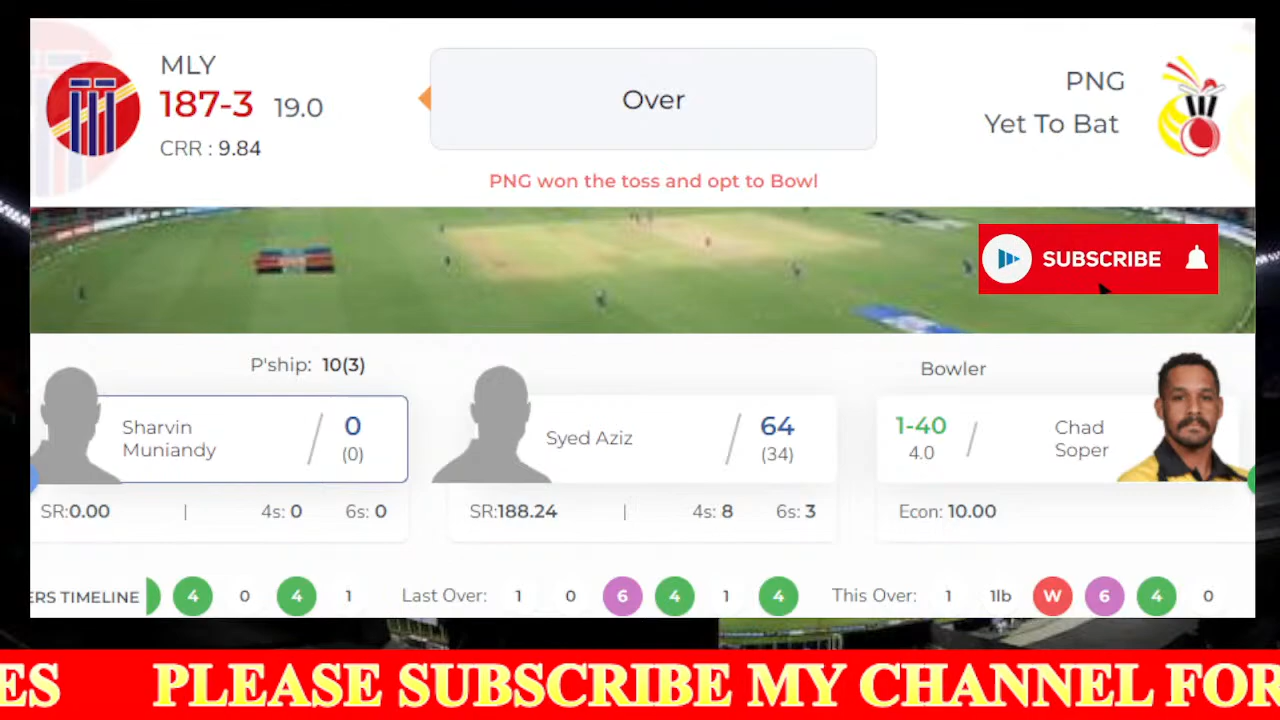 MLY
187-3 19.0
CRR : 9.84
Over
PNG won the toss and opt to Bowl
PNG
Yet To Bat
SUBSCRIBE
P'ship: 10(3)
Sharvin
Muniandy
0
(0)
SR:0.00 | 4s: 0 6s: 0
Syed Aziz
64
(34)
SR:188.24 | 4s: 8 6s: 3
Bowler
1-40
4.0
Chad
Soper
Econ: 10.00
ERS TIMELINE 4 0 4 1 Last Over: 1 0 6 4 1 4 This Over: 1 1lb W 6 4 0
ES PLEASE SUBSCRIBE MY CHANNEL FOR